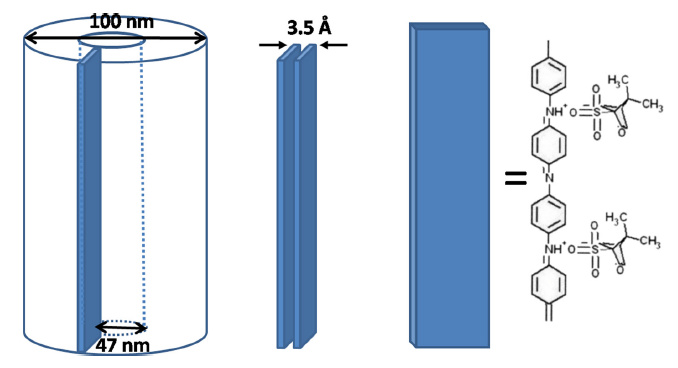 100 nm
47 nm
3.5 Å
=
NH⁺
N
NH⁺
O
O=S
O
H₃C
CH₃
O
O
O=S
O
H₃C
CH₃
O